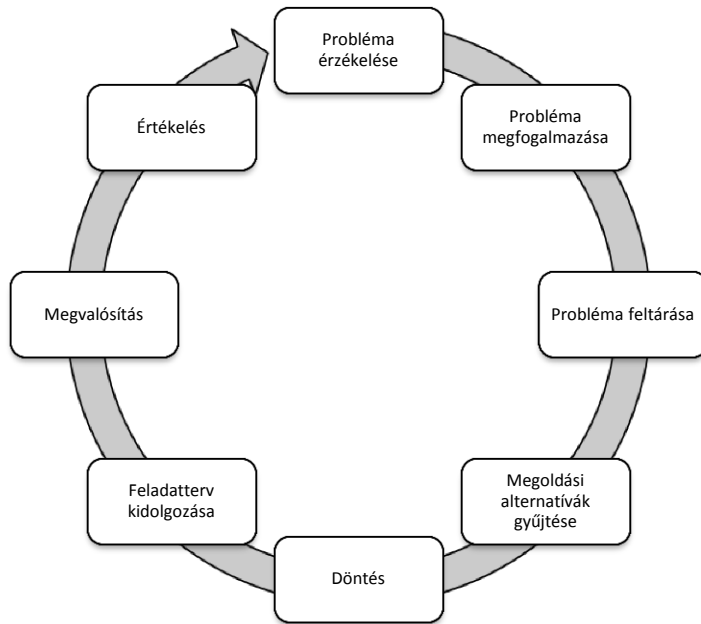 Probléma
érzékelése
Probléma
megfogalmazása
Probléma feltárása
Megoldási
alternatívák
gyűjtése
Döntés
Feladatterv
kidolgozása
Megvalósítás
Értékelés